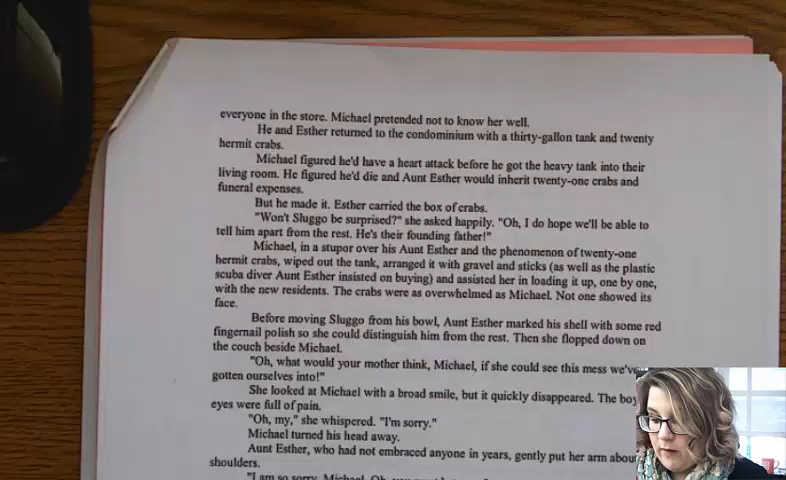 everyone in the store. Michael pretended not to know her well.
He and Esther returned to the condominium with a thirty-gallon tank and twenty
hermit crabs.
Michael figured he'd have a heart attack before he got the heavy tank into their
living room. He figured he'd die and Aunt Esther would inherit twenty-one crabs and
funeral expenses.
But he made it. Esther carried the box of crabs.
"Won't Sluggo be surprised?" she asked happily. "Oh, I do hope we'll be able to
tell him apart from the rest. He's their founding father!"
Michael, in a stupor over his Aunt Esther and the phenomenon of twenty-one
hermit crabs, wiped out the tank, arranged it with gravel and sticks (as well as the plastic
scuba diver Aunt Esther insisted on buying) and assisted her in loading it up, one by one,
with the new residents. The crabs were as overwhelmed as Michael. Not one showed its
face.
Before moving Sluggo from his bowl, Aunt Esther marked his shell with some red
fingernail polish so she could distinguish him from the rest. Then she flopped down on
the couch beside Michael.
"Oh, what would your mother think, Michael, if she could see this mess we've
gotten ourselves into!"
She looked at Michael with a broad smile, but it quickly disappeared. The boy
eyes were full of pain.
"Oh, my," she whispered. "I'm sorry."
Michael turned his head away.
Aunt Esther, who had not embraced anyone in years, gently put her arm about
shoulders.
"I am so sorry, Michael. Oh,